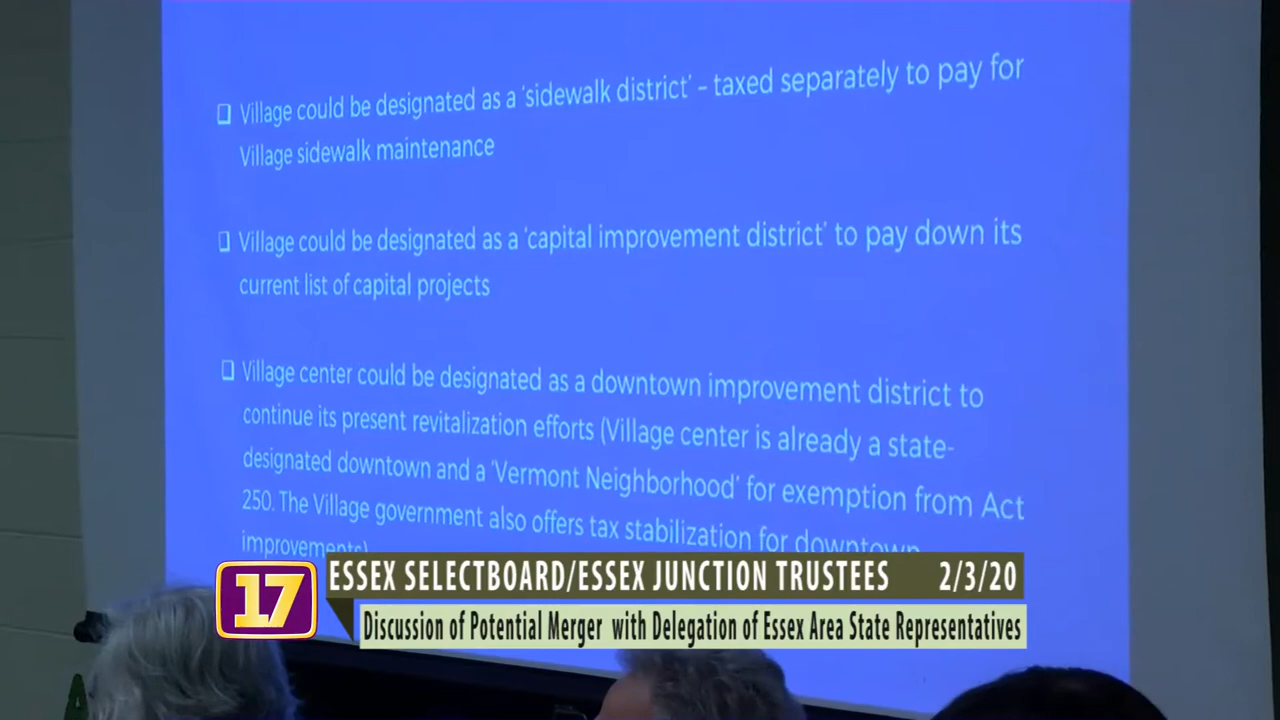 ❑ Village could be designated as a 'sidewalk district' – taxed separately to pay for
Village sidewalk maintenance
❑ Village could be designated as a 'capital improvement district' to pay down its
current list of capital projects
❑ Village center could be designated as a downtown improvement district to
continue its present revitalization efforts (Village center is already a state-
designated downtown and a 'Vermont Neighborhood' for exemption from Act
250. The Village government also offers tax stabilization for downtown
improvements)
17
ESSEX SELECTBOARD/ESSEX JUNCTION TRUSTEES 2/3/20
Discussion of Potential Merger with Delegation of Essex Area State Representatives